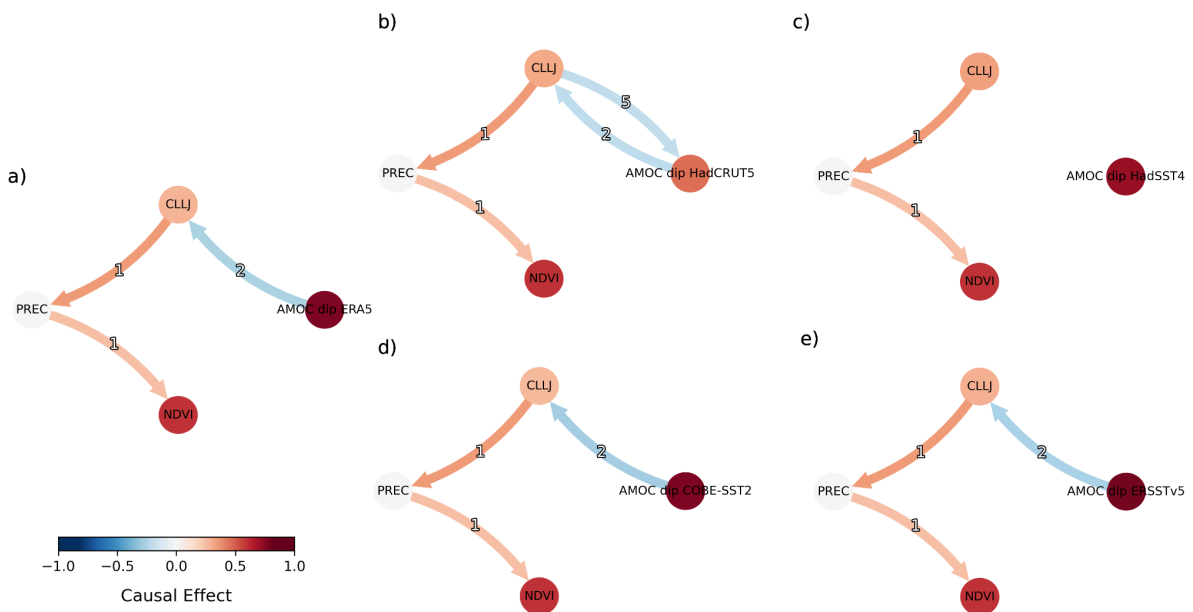 a)
CLLJ
1
2
PREC
AMOC dip ERA5
1
NDVI
b)
CLLJ
5
1
2
PREC
AMOC dip HadCRUT5
1
NDVI
c)
CLLJ
1
PREC
AMOC dip HadSST4
1
NDVI
d)
CLLJ
1
2
PREC
AMOC dip COBE-SST2
1
NDVI
e)
CLLJ
1
2
PREC
AMOC dip ERSSTv5
1
NDVI
−1.0 −0.5 0.0 0.5 1.0
Causal Effect